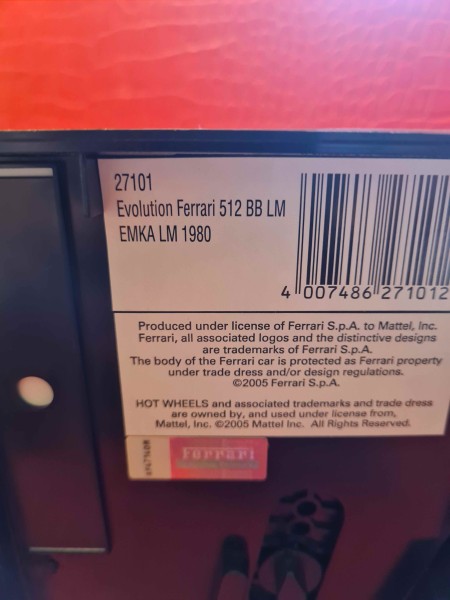 27101
Evolution Ferrari 512 BB LM
EMKA LM 1980
4 007486 271012
Produced under license of Ferrari S.p.A. to Mattel, Inc.
Ferrari, all associated logos and the distinctive designs
are trademarks of Ferrari S.p.A.
The body of the Ferrari car is protected as Ferrari property
under trade dress and/or design regulations.
©2005 Ferrari S.p.A.
HOT WHEELS and associated trademarks and trade dress
are owned by, and used under license from,
Mattel, Inc. ©2005 Mattel Inc. All Rights Reserved.
Ferrari